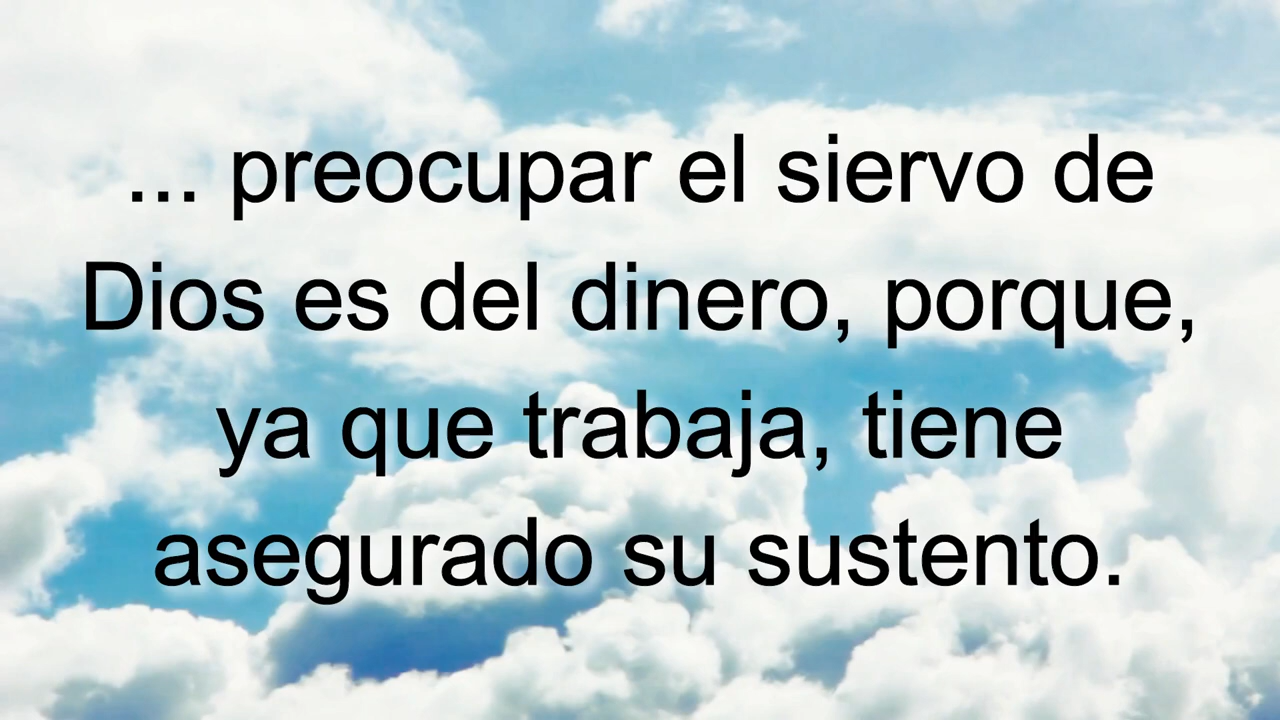 ... preocupar el siervo de
Dios es del dinero, porque,
ya que trabaja, tiene
asegurado su sustento.